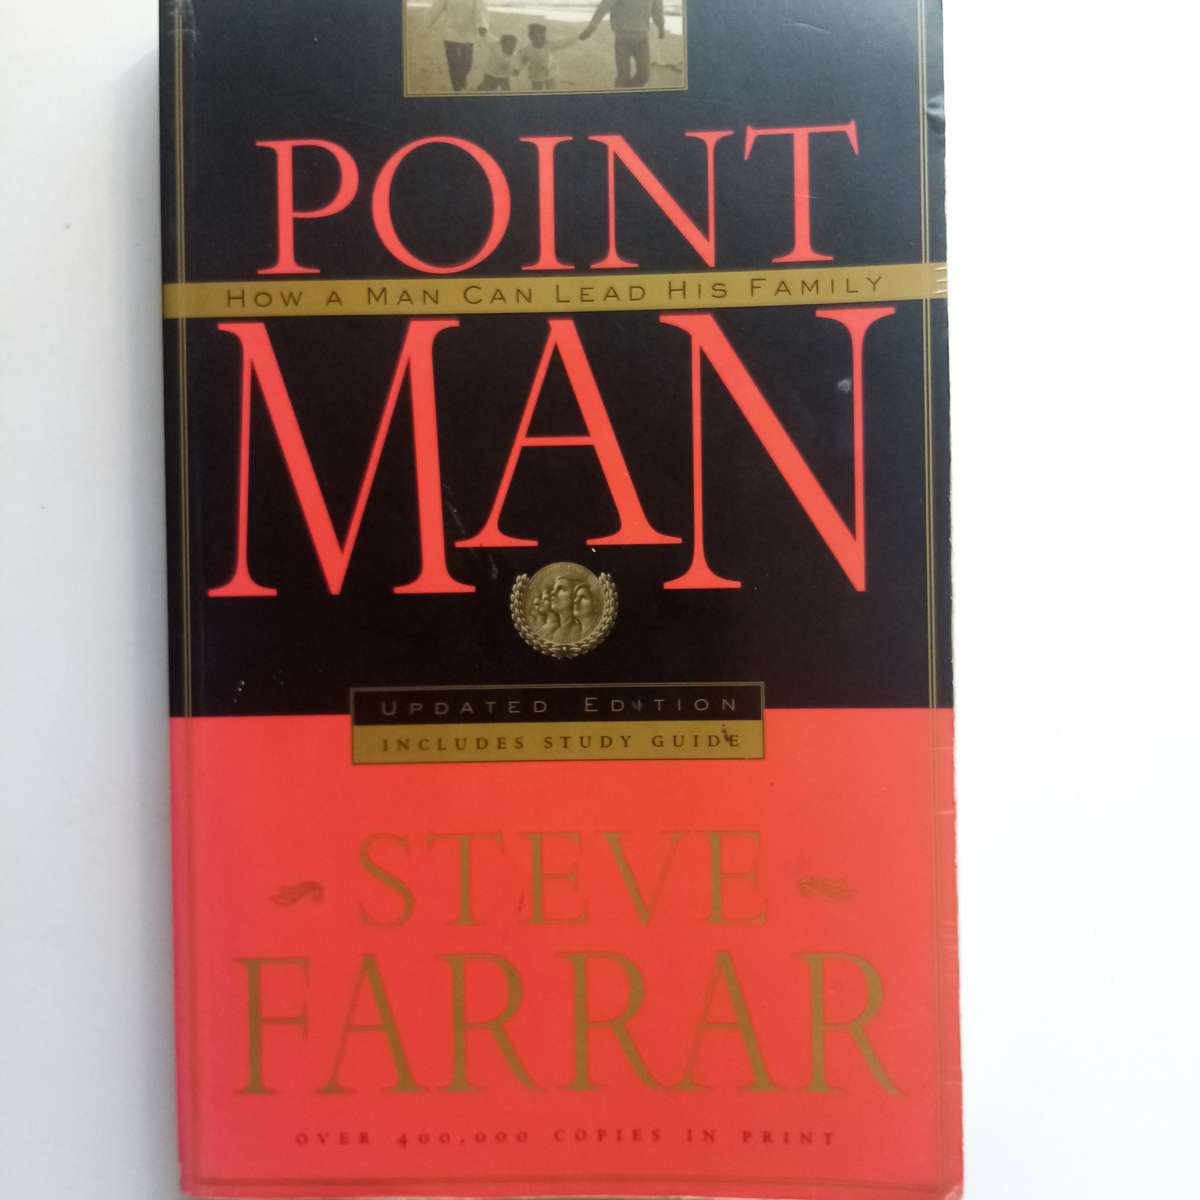 POINT
HOW A MAN CAN LEAD HIS FAMILY
MAN
UPDATED EDITION
INCLUDES STUDY GUIDE
STEVE
FARRAR
OVER 400,000 COPIES IN PRINT